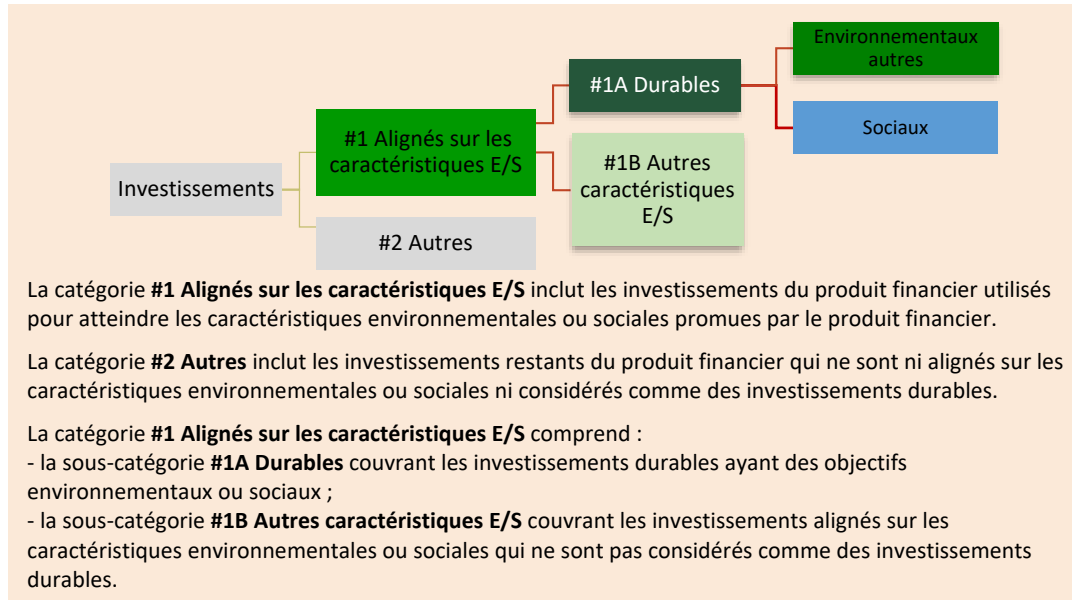 Environnementaux
autres
#1A Durables
Sociaux
#1 Alignés sur les
caractéristiques E/S
#1B Autres
caractéristiques
E/S
Investissements
#2 Autres
La catégorie #1 Alignés sur les caractéristiques E/S inclut les investissements du produit financier utilisés
pour atteindre les caractéristiques environnementales ou sociales promues par le produit financier.
La catégorie #2 Autres inclut les investissements restants du produit financier qui ne sont ni alignés sur les
caractéristiques environnementales ou sociales ni considérés comme des investissements durables.
La catégorie #1 Alignés sur les caractéristiques E/S comprend :
- la sous-catégorie #1A Durables couvrant les investissements durables ayant des objectifs
environnementaux ou sociaux ;
- la sous-catégorie #1B Autres caractéristiques E/S couvrant les investissements alignés sur les
caractéristiques environnementales ou sociales qui ne sont pas considérés comme des investissements
durables.